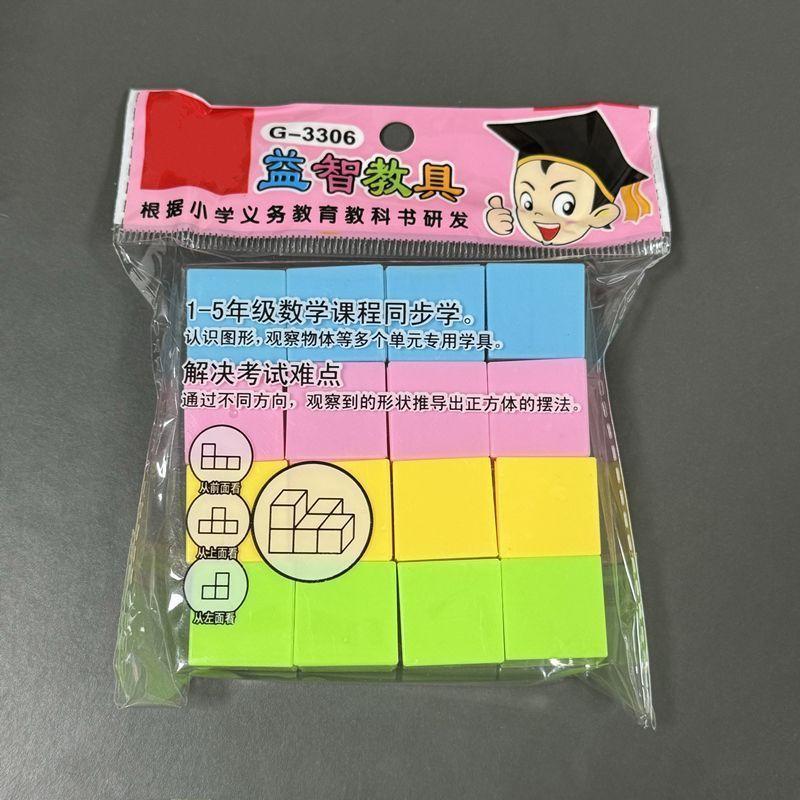 G-3306
益智教具
根据小学义务教育教科书研发
1-5年级数学课程同步学。
认识图形，观察物体等多个单元专用学具。
解决考试难点
通过不同方向，观察到的形状推导出正方体的摆法。
从前面看
从上面看
从左面看